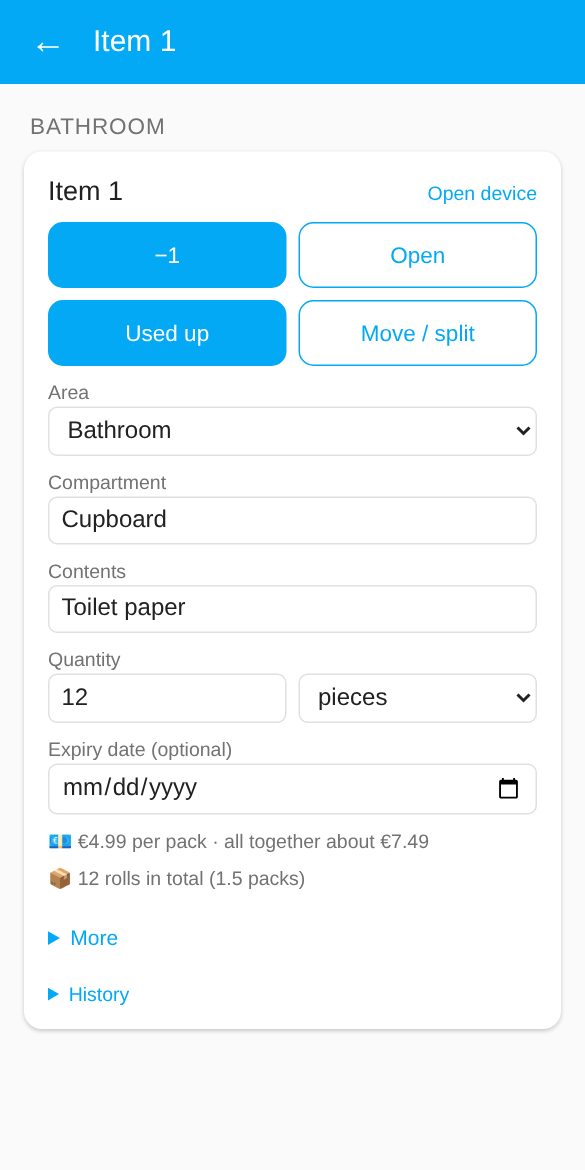 ← Item 1
BATHROOM
Item 1 Open device
−1 Open
Used up Move / split
Area
Bathroom
Compartment
Cupboard
Contents
Toilet paper
Quantity
12 pieces
Expiry date (optional)
mm/dd/yyyy
💶 €4.99 per pack · all together about €7.49
📦 12 rolls in total (1.5 packs)
▶ More
▶ History